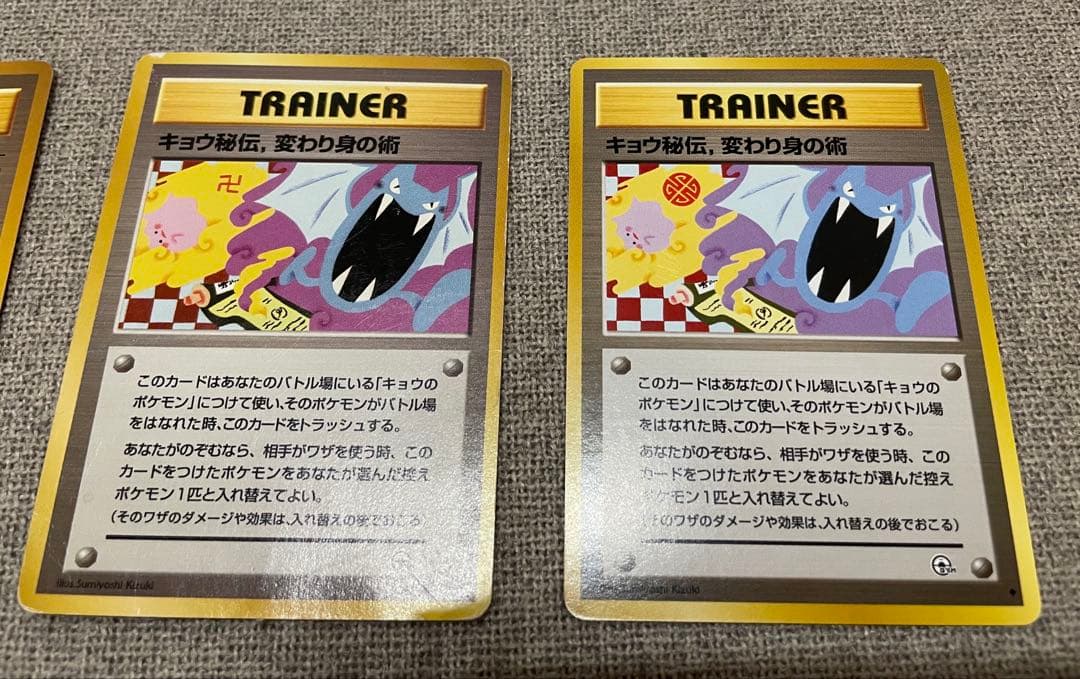 TRAINER
キョウ秘伝，変わり身の術
卍
このカードはあなたのバトル場にいる「キョウの
ポケモン」につけて使い、そのポケモンがバトル場
をはなれた時、このカードをトラッシュする。
あなたがのぞむなら、相手がワザを使う時、この
カードをつけたポケモンをあなたが選んだ控え
ポケモン1匹と入れ替えてよい。
（そのワザのダメージや効果は、入れ替えの後でおこる
Illus. Sumiyoshi Kizuki
TRAINER
キョウ秘伝，変わり身の術
このカードはあなたのバトル場にいる「キョウの
ポケモン」につけて使い、そのポケモンがバトル場
をはなれた時、このカードをトラッシュする。
あなたがのぞむなら、相手がワザを使う時、この
カードをつけたポケモンをあなたが選んだ控え
ポケモン1匹と入れ替えてよい。
（そのワザのダメージや効果は、入れ替えの後でおこる）
GYM
Illus. Sumiyoshi Kizuki